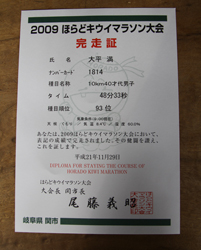 2009 ほらどキウイマラソン大会
完走証
氏名 大平 満
ナンバーカード 1814
種目名称 10km40才代男子
タイム 48分33秒
種目順位 93位
あなたは、2009ほらどキウイマラソン大会において、
表記の成績で完走されました。その健闘を讃え、
これを証します。
平成21年11月29日
DIPLOMA FOR STAYING THE COURSE OF
HORADO KIWI MARATHON
ほらどキウイマラソン大会
大会長 関市長
尾藤義昭
岐阜県 関市